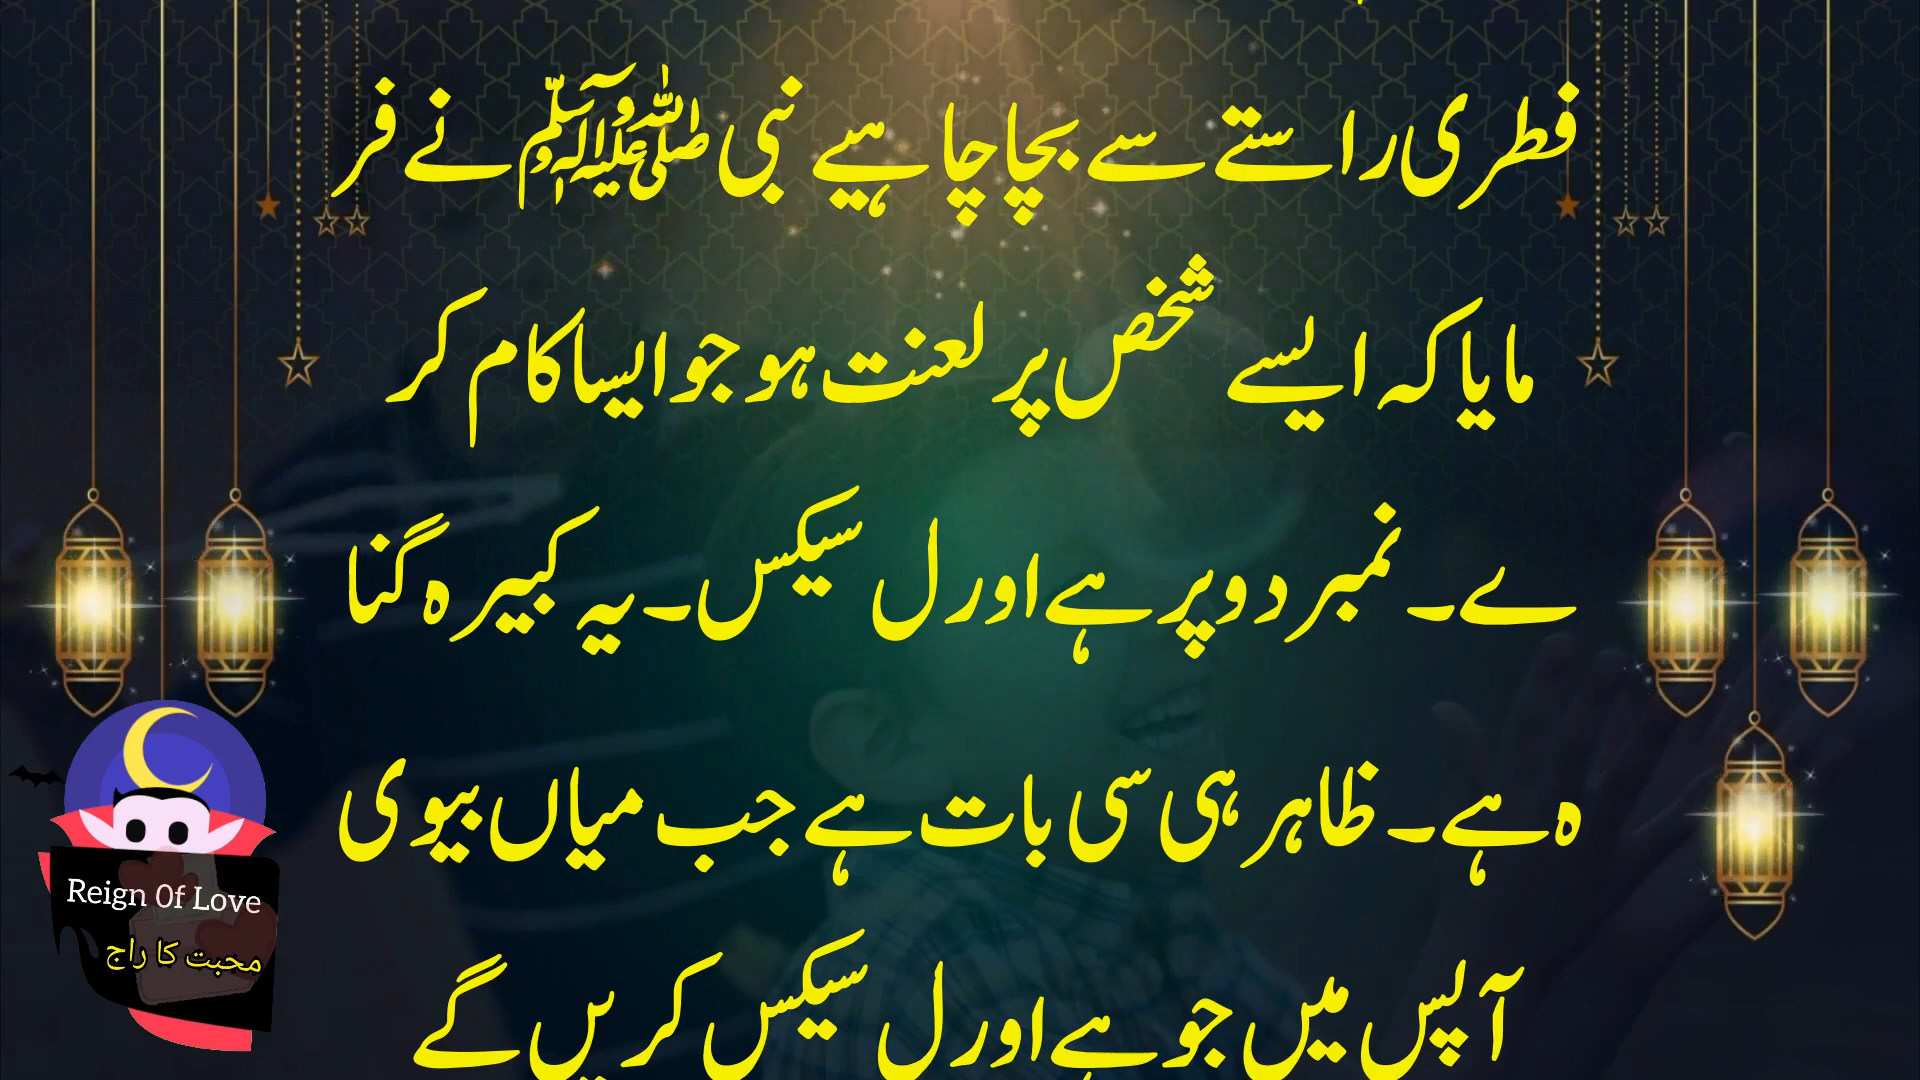 فطری راستے سے بچا چاہیے نبی ﷺ نے فر
مایا کہ ایسے شخص پر لعنت ہو جو ایسا کام کر
ے۔ نمبر دو پر ہے اورل سیکس۔ یہ کبیرہ گنا
ہ ہے۔ ظاہر ہی سی بات ہے جب میاں بیوی
آپس میں جو ہے اورل سیکس کریں گے
Reign Of Love
محبت کا راج